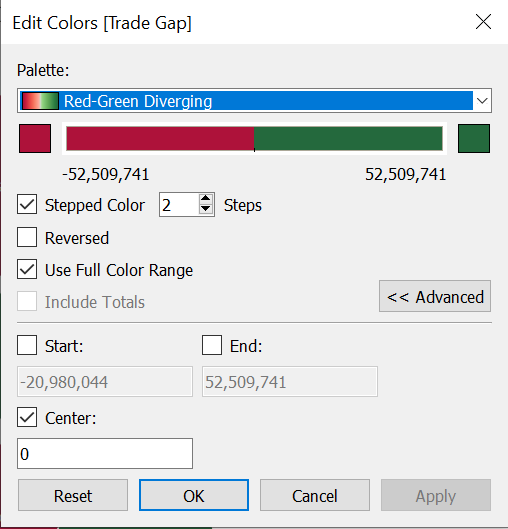 Edit Colors [Trade Gap]
Palette:
Red-Green Diverging
-52,509,741 52,509,741
Stepped Color 2 Steps
Reversed
Use Full Color Range
Include Totals
<< Advanced
Start: End:
-20,980,044 52,509,741
Center:
0
Reset OK Cancel Apply